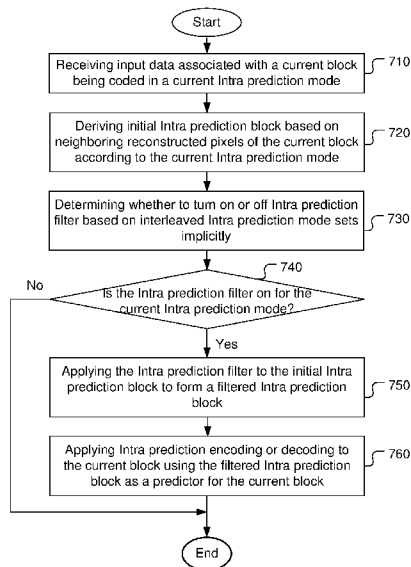 Start
Receiving input data associated with a current block
being coded in a current Intra prediction mode
710
Deriving initial Intra prediction block based on
neighboring reconstructed pixels of the current block
according to the current Intra prediction mode
720
Determining whether to turn on or off Intra prediction
filter based on interleaved Intra prediction mode sets
implicitly
730
740
No
Is the Intra prediction filter on for the
current Intra prediction mode?
Yes
Applying the Intra prediction filter to the initial Intra
prediction block to form a filtered Intra prediction
block
750
Applying Intra prediction encoding or decoding to
the current block using the filtered Intra prediction
block as a predictor for the current block
760
End